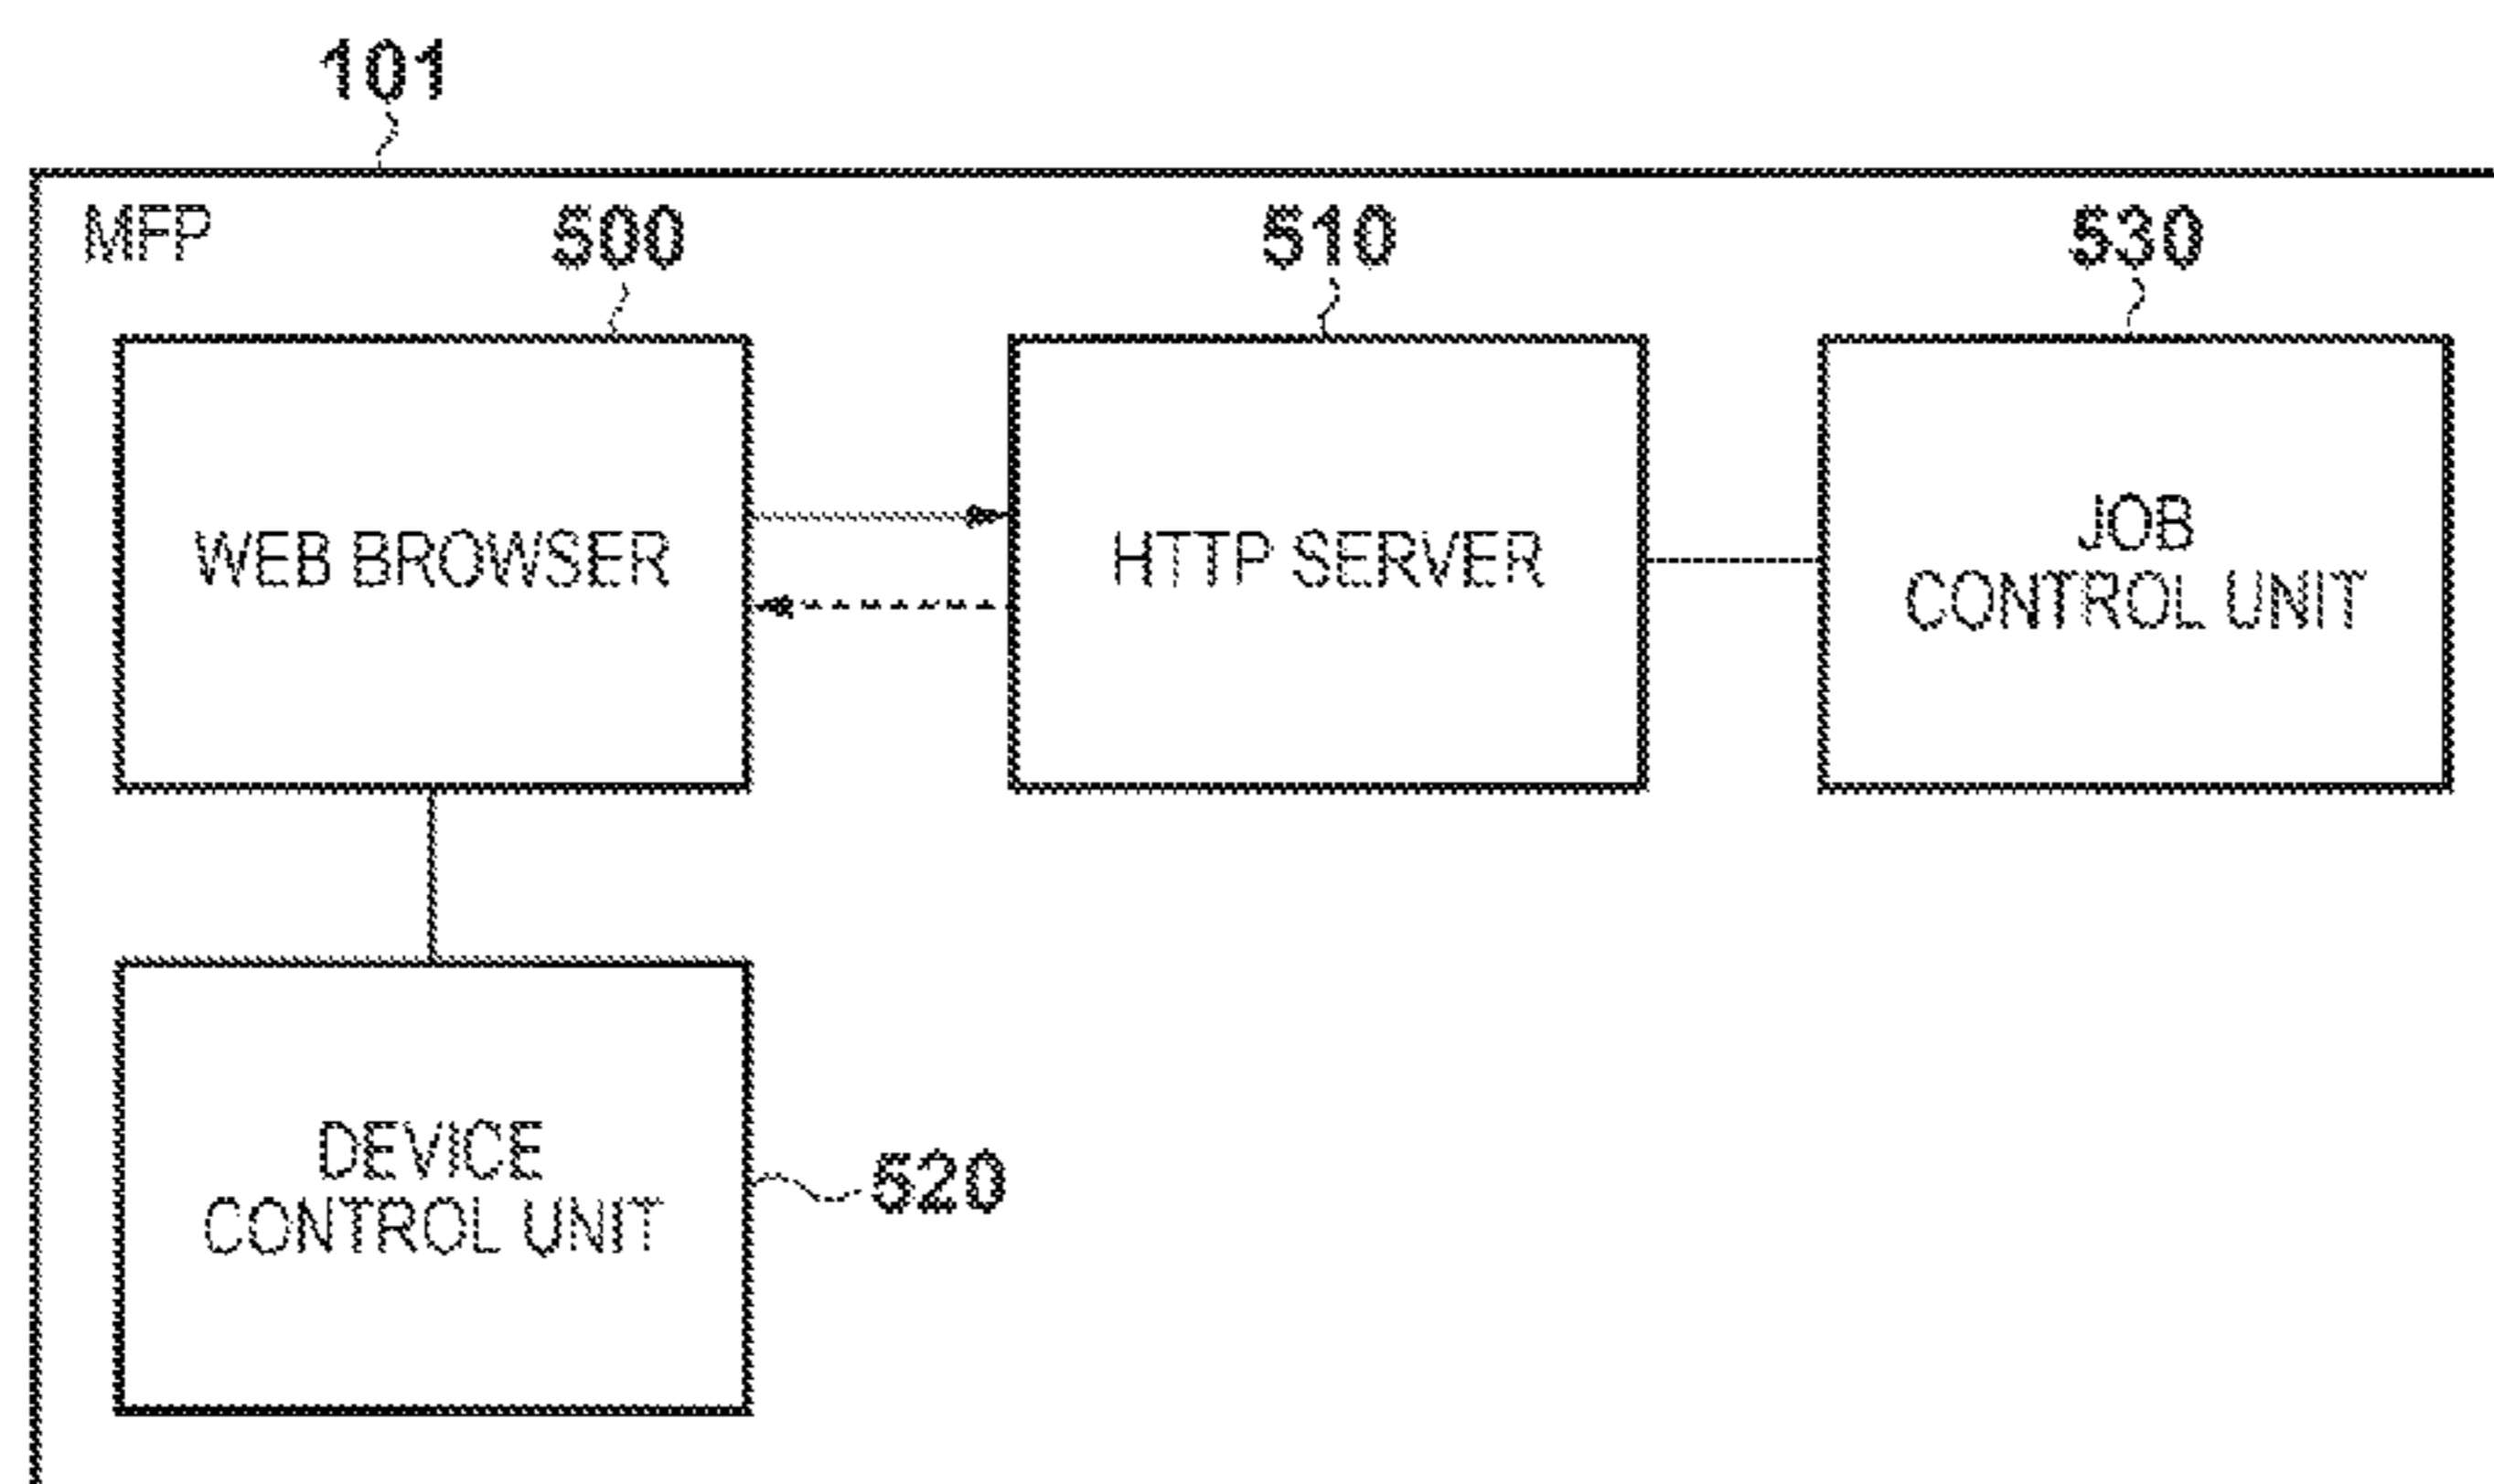 101
MFP
500
510
530
WEB BROWSER
HTTP SERVER
JOB
CONTROL UNIT
DEVICE
CONTROL UNIT
520